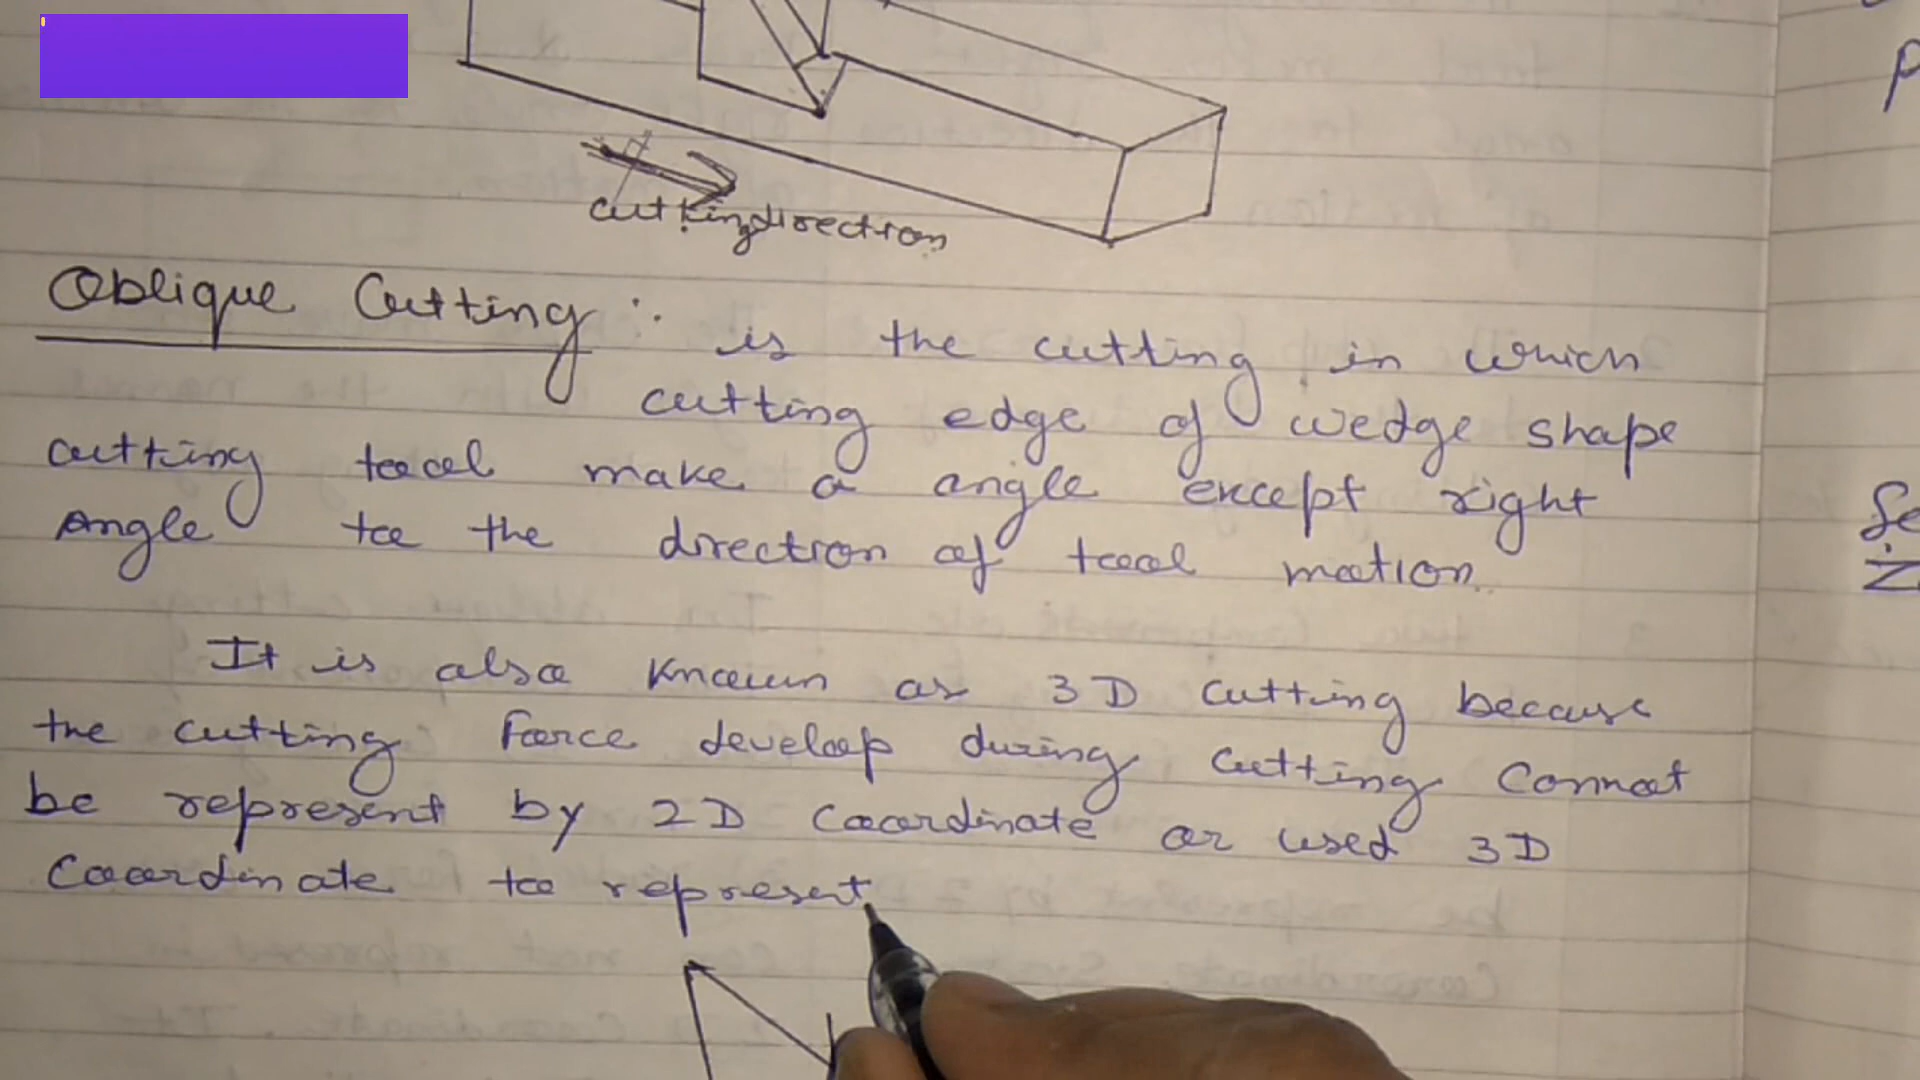 cutting direction
Oblique Cutting :
is the cutting in which
cutting edge of wedge shape
cutting tool make a angle except right
Angle to the direction of tool motion.
It is also known as 3D cutting because
the cutting force develop during cutting connot
be represent by 2D coordinate or used 3D
coordinate to represent